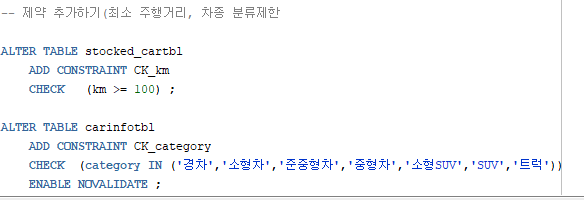 -- 제약 추가하기(최소 주행거리, 차종 분류제한
ALTER TABLE stocked_cartbl
ADD CONSTRAINT CK_km
CHECK (km >= 100) ;
ALTER TABLE carinfotbl
ADD CONSTRAINT CK_category
CHECK (category IN ('경차','소형차','준중형차','중형차','소형SUV','SUV','트럭'))
ENABLE NOVALIDATE ;